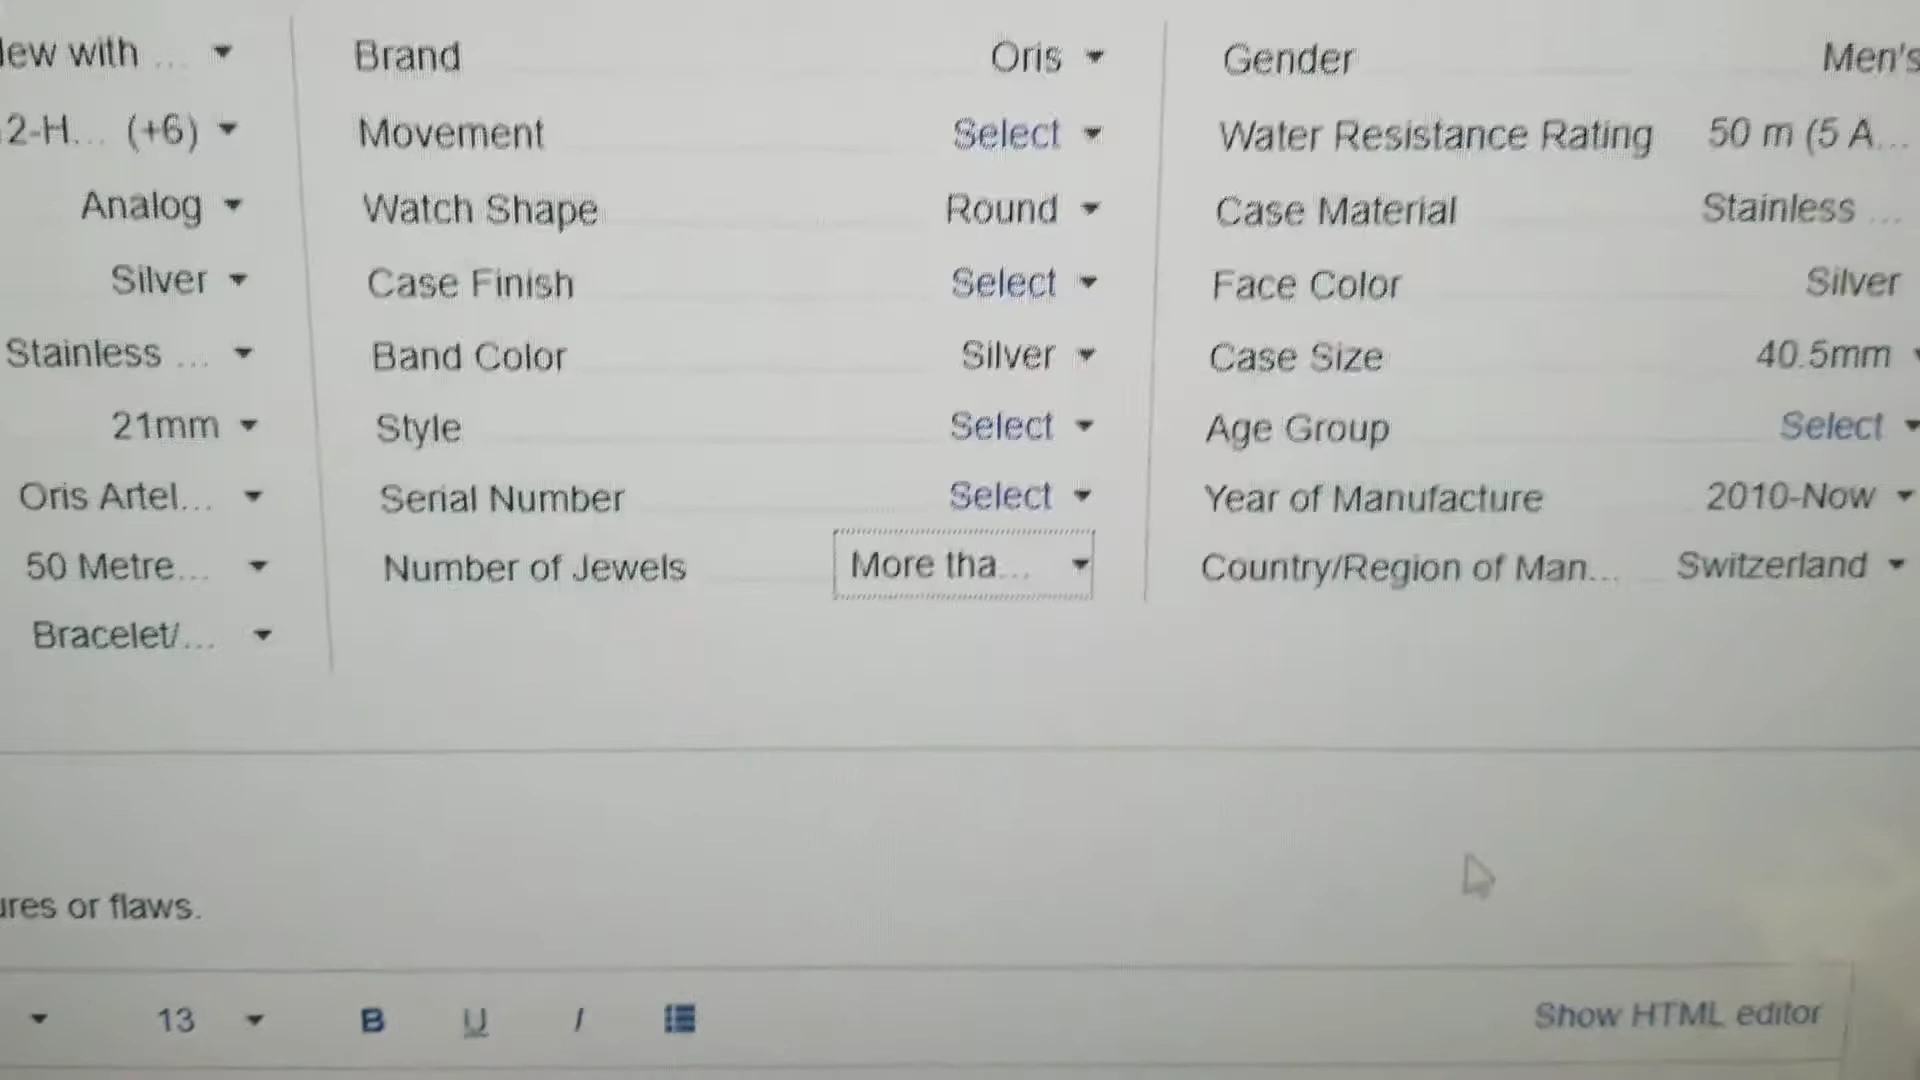 ew with ... Brand Oris Gender Men's
2-H... (+6) Movement Select Water Resistance Rating 50 m (5 A...
Analog Watch Shape Round Case Material Stainless ...
Silver Case Finish Select Face Color Silver
Stainless ... Band Color Silver Case Size 40.5mm
21mm Style Select Age Group Select
Oris Artel... Serial Number Select Year of Manufacture 2010-Now
50 Metre... Number of Jewels More tha... Country/Region of Man... Switzerland
Bracelet/...
ures or flaws.
13 B U I Show HTML editor